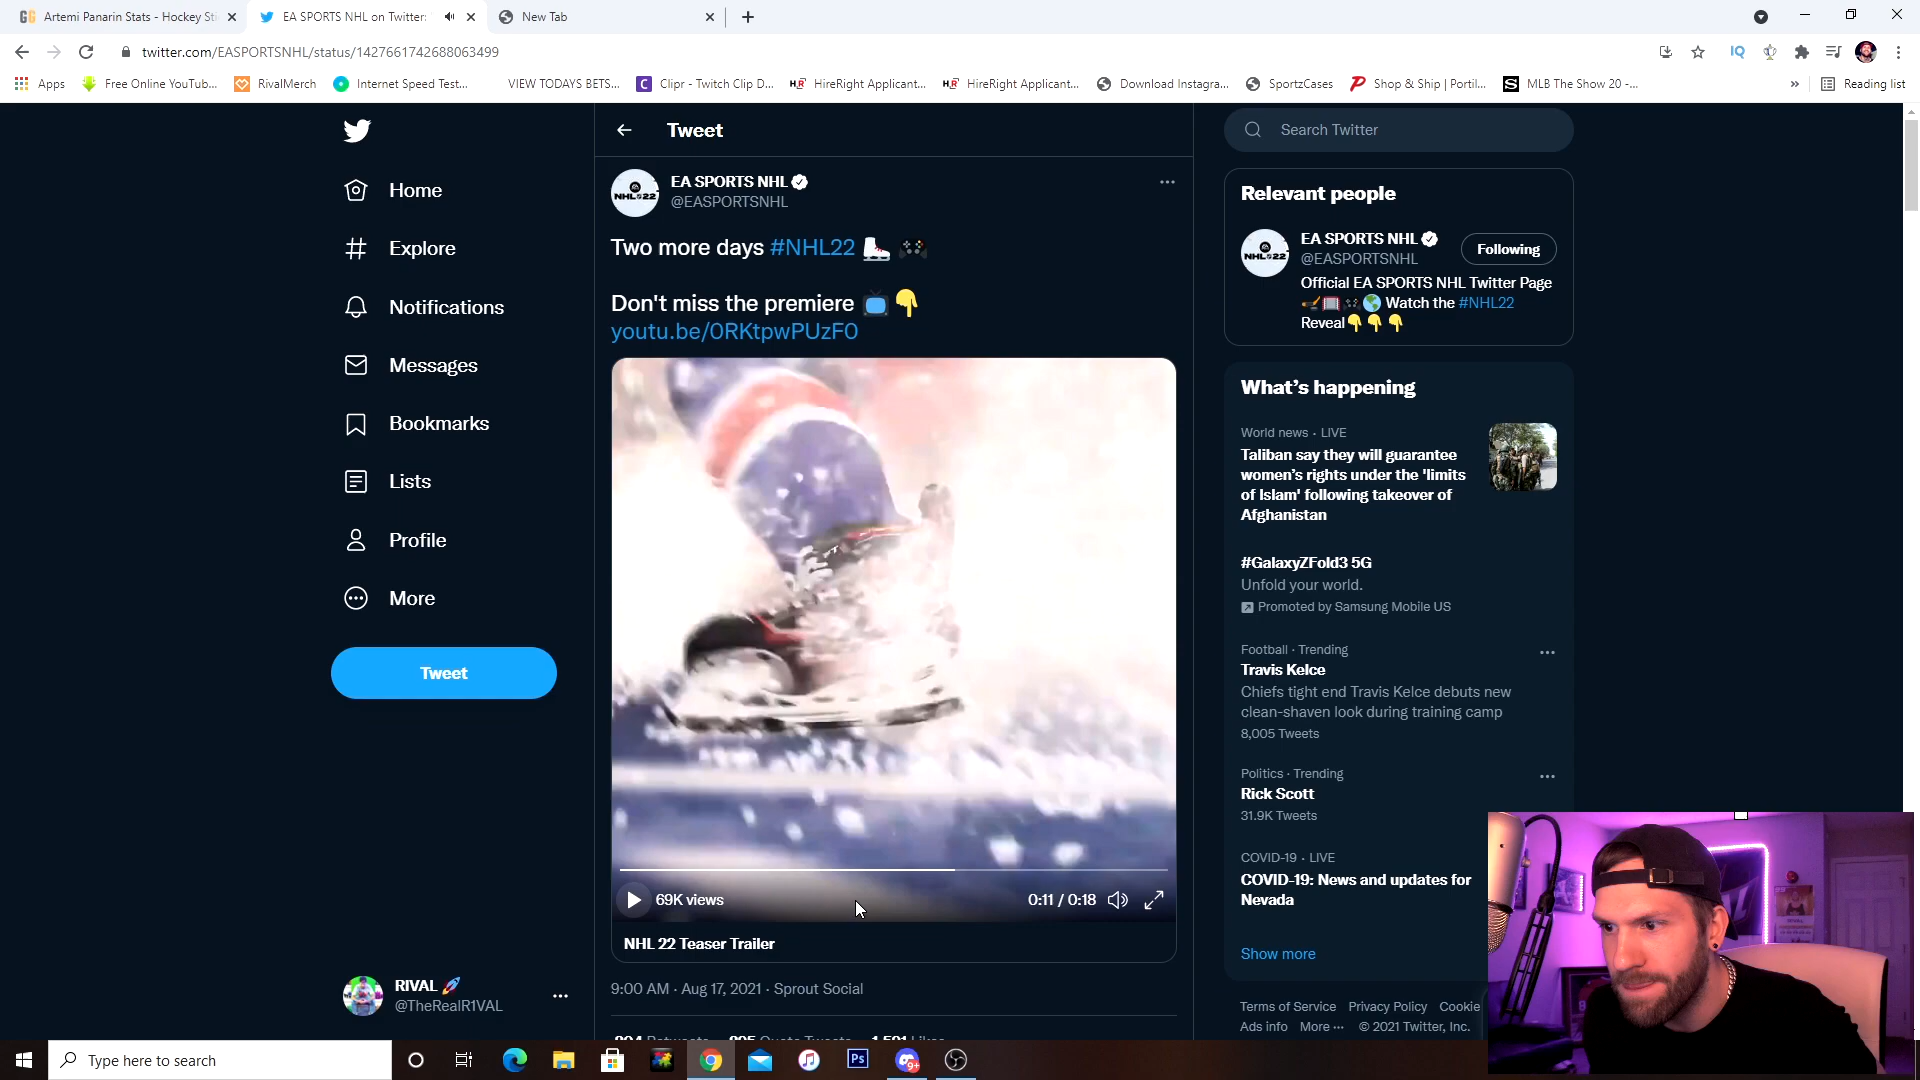 Artemi Panarin Stats - Hockey Sti
EA SPORTS NHL on Twitter:
New Tab
twitter.com/EASPORTSNHL/status/1427661742688063499
IQ
Apps
Free Online YouTub...
RivalMerch
Internet Speed Test...
VIEW TODAYS BETS...
Clipr - Twitch Clip D...
HireRight Applicant...
HireRight Applicant...
Download Instagra...
SportzCases
Shop & Ship | Portil...
MLB The Show 20 -...
»
Reading list
Home
Explore
Notifications
Messages
Bookmarks
Lists
Profile
More
Tweet
RIVAL 🚀
@TheRealR1VAL
Tweet
NHL 22
EA SPORTS NHL
@EASPORTSNHL
Two more days #NHL22 ⛸️ 🎮
Don't miss the premiere 📺👇
youtu.be/0RKtpwPUzF0
69K views
0:11 / 0:18
NHL 22 Teaser Trailer
9:00 AM · Aug 17, 2021 · Sprout Social
Search Twitter
Relevant people
NHL 22
EA SPORTS NHL
@EASPORTSNHL
Following
Official EA SPORTS NHL Twitter Page
🏒🥅🎮🌎 Watch the #NHL22
Reveal👇👇👇
What's happening
World news · LIVE
Taliban say they will guarantee
women's rights under the 'limits
of Islam' following takeover of
Afghanistan
#GalaxyZFold3 5G
Unfold your world.
Promoted by Samsung Mobile US
Football · Trending
Travis Kelce
Chiefs tight end Travis Kelce debuts new
clean-shaven look during training camp
8,005 Tweets
Politics · Trending
Rick Scott
31.9K Tweets
COVID-19 · LIVE
COVID-19: News and updates for
Nevada
Show more
Terms of Service Privacy Policy Cookie
Ads info More ··· © 2021 Twitter, Inc.
Type here to search
Ps
9+